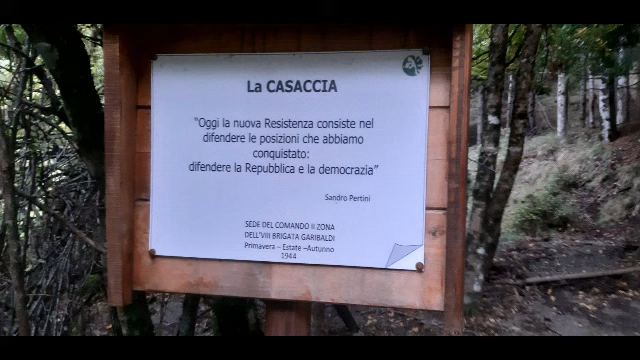 La CASACCIA
“Oggi la nuova Resistenza consiste nel
difendere le posizioni che abbiamo
conquistato:
difendere la Repubblica e la democrazia”
Sandro Pertini
SEDE DEL COMANDO II ZONA
DELL'VIII BRIGATA GARIBALDI
Primavera – Estate –Autunno
1944